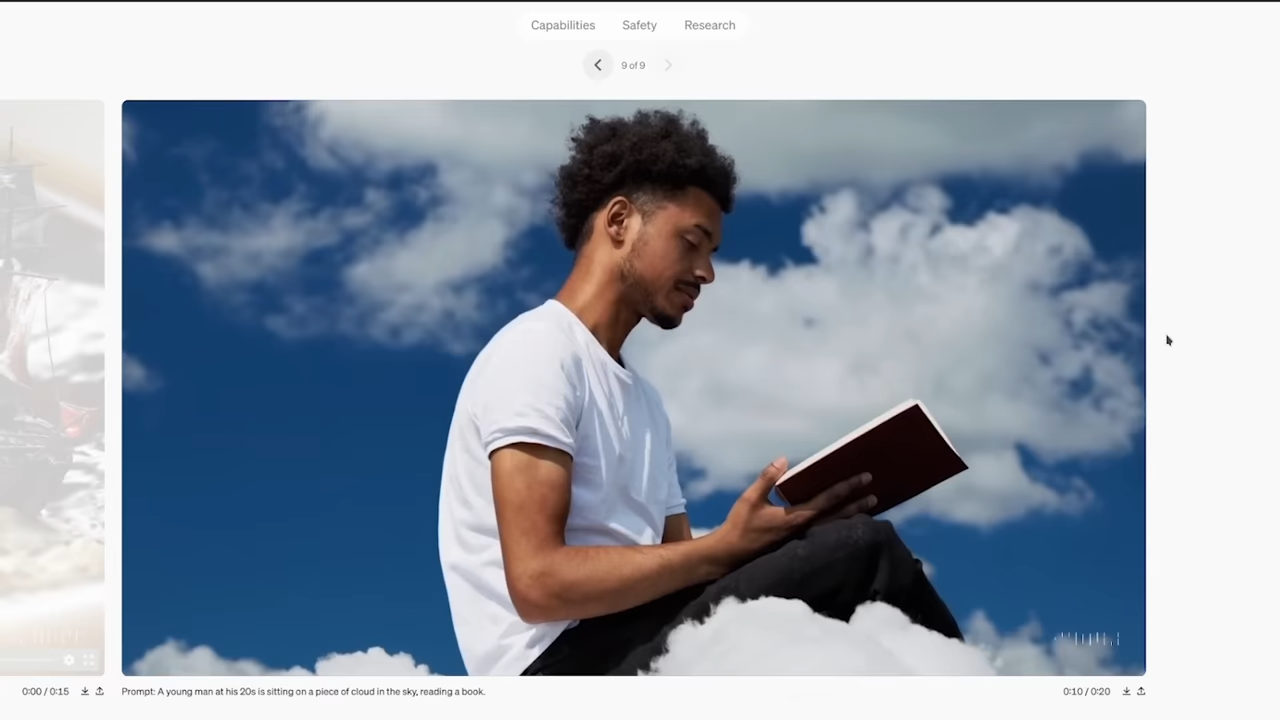 Capabilities Safety Research
9 of 9
0:00 / 0:15
Prompt: A young man at his 20s is sitting on a piece of cloud in the sky, reading a book.
0:10 / 0:20